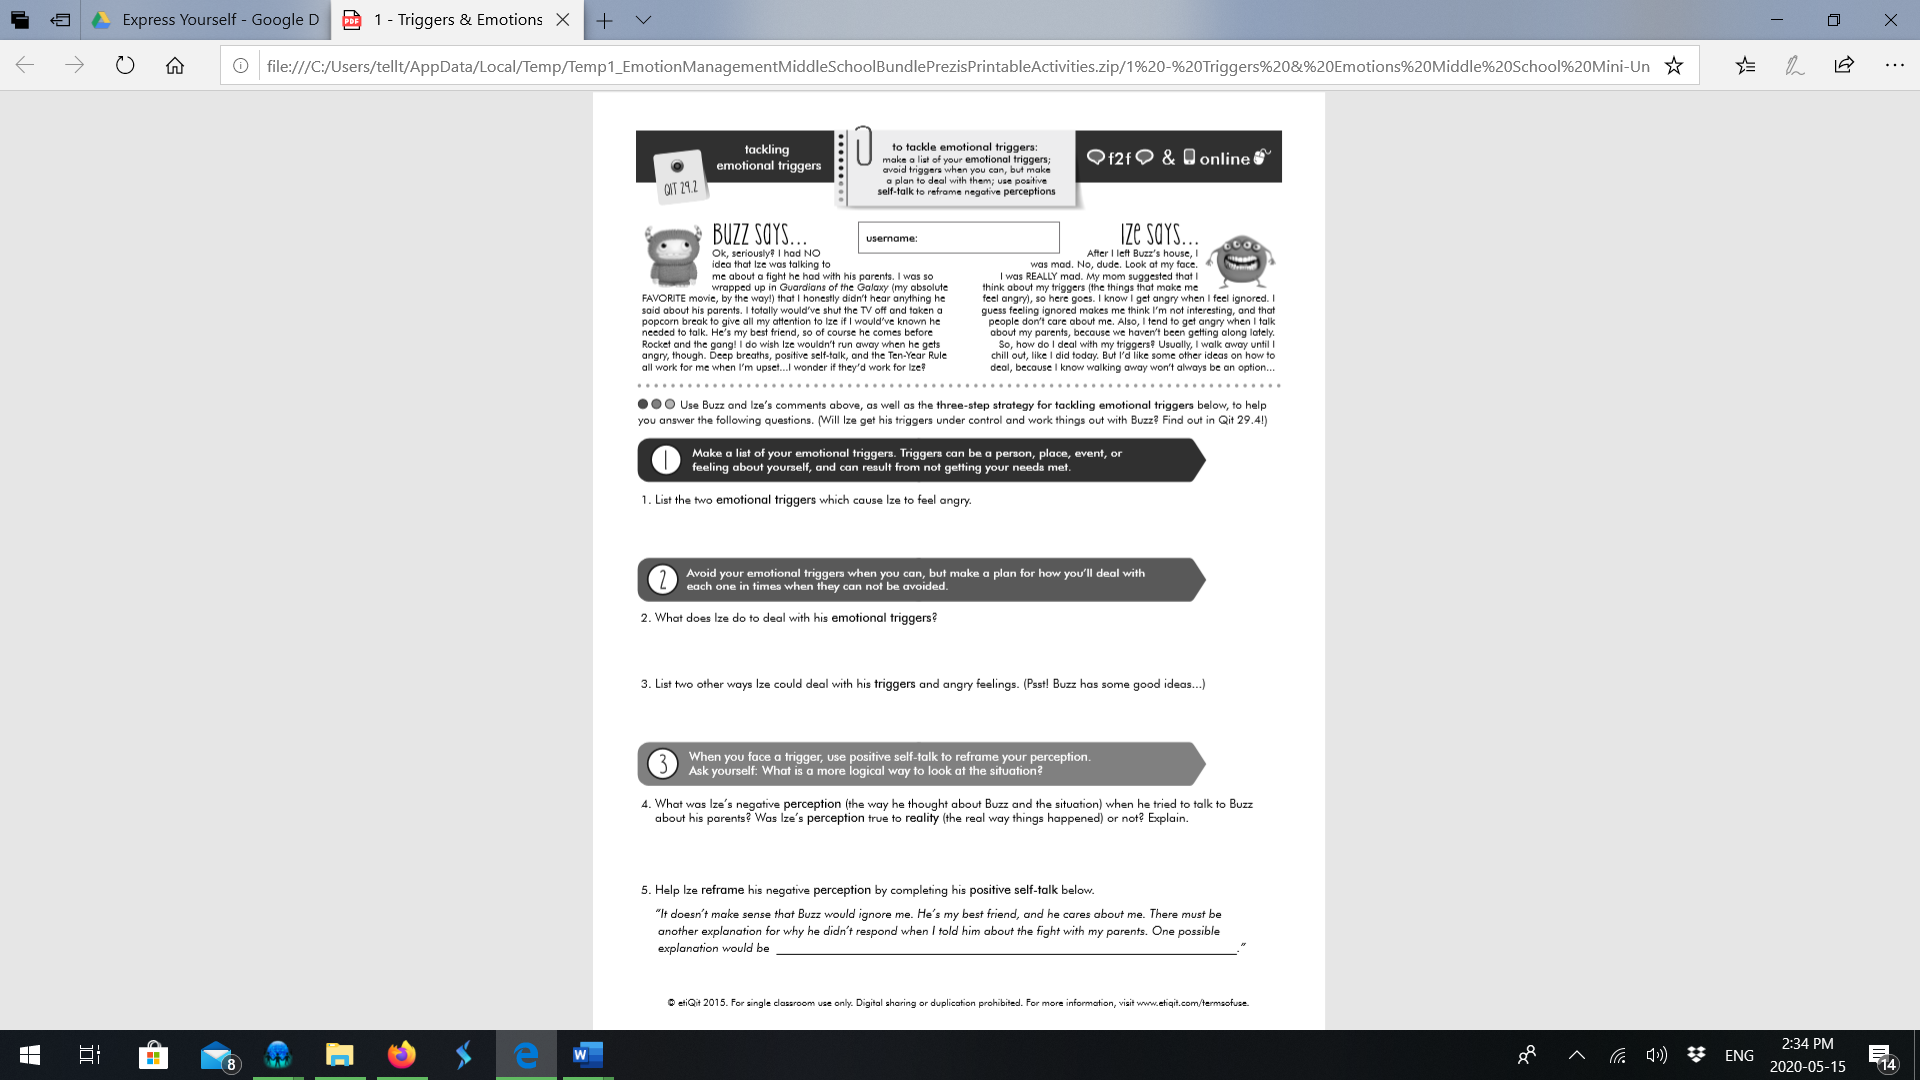 Express Yourself - Google D
1 - Triggers & Emotions
file:///C:/Users/tellt/AppData/Local/Temp/Temp1_EmotionManagementMiddleSchoolBundlePrezisPrintableActivities.zip/1%20-%20Triggers%20&%20Emotions%20Middle%20School%20Mini-Un
QIT 29.2
tackling
emotional triggers
to tackle emotional triggers:
make a list of your emotional triggers;
avoid triggers when you can, but make
a plan to deal with them; use positive
self-talk to reframe negative perceptions
f2f & online
BUZZ SAYS...
Ok, seriously? I had NO
idea that Ize was talking to
me about a fight he had with his parents. I was so
wrapped up in Guardians of the Galaxy (my absolute
FAVORITE movie, by the way!) that I honestly didn't hear anything he
said about his parents. I totally would've shut the TV off and taken a
popcorn break to give all my attention to Ize if I would've known he
needed to talk. He's my best friend, so of course he comes before
Rocket and the gang! I do wish Ize wouldn't run away when he gets
angry, though. Deep breaths, positive self-talk, and the Ten-Year Rule
all work for me when I'm upset...I wonder if they'd work for Ize?
username:
IZE SAYS...
After I left Buzz's house, I
was mad. No, dude. Look at my face.
I was REALLY mad. My mom suggested that I
think about my triggers (the things that make me
feel angry), so here goes. I know I get angry when I feel ignored. I
guess feeling ignored makes me think I'm not interesting, and that
people don't care about me. Also, I tend to get angry when I talk
about my parents, because we haven't been getting along lately.
So, how do I deal with my triggers? Usually, I walk away until I
chill out, like I did today. But I'd like some other ideas on how to
deal, because I know walking away won't always be an option...
Use Buzz and Ize's comments above, as well as the three-step strategy for tackling emotional triggers below, to help
you answer the following questions. (Will Ize get his triggers under control and work things out with Buzz? Find out in Qit 29.4!)
1 Make a list of your emotional triggers. Triggers can be a person, place, event, or
feeling about yourself, and can result from not getting your needs met.
1. List the two emotional triggers which cause Ize to feel angry.
2 Avoid your emotional triggers when you can, but make a plan for how you'll deal with
each one in times when they can not be avoided.
2. What does Ize do to deal with his emotional triggers?
3. List two other ways Ize could deal with his triggers and angry feelings. (Psst! Buzz has some good ideas...)
3 When you face a trigger, use positive self-talk to reframe your perception.
Ask yourself: What is a more logical way to look at the situation?
4. What was Ize's negative perception (the way he thought about Buzz and the situation) when he tried to talk to Buzz
about his parents? Was Ize's perception true to reality (the real way things happened) or not? Explain.
5. Help Ize reframe his negative perception by completing his positive self-talk below.
"It doesn't make sense that Buzz would ignore me. He's my best friend, and he cares about me. There must be
another explanation for why he didn't respond when I told him about the fight with my parents. One possible
explanation would be ."
© etiQit 2015. For single classroom use only. Digital sharing or duplication prohibited. For more information, visit www.etiqit.com/termsofuse.
8
ENG
2:34 PM
2020-05-15
14